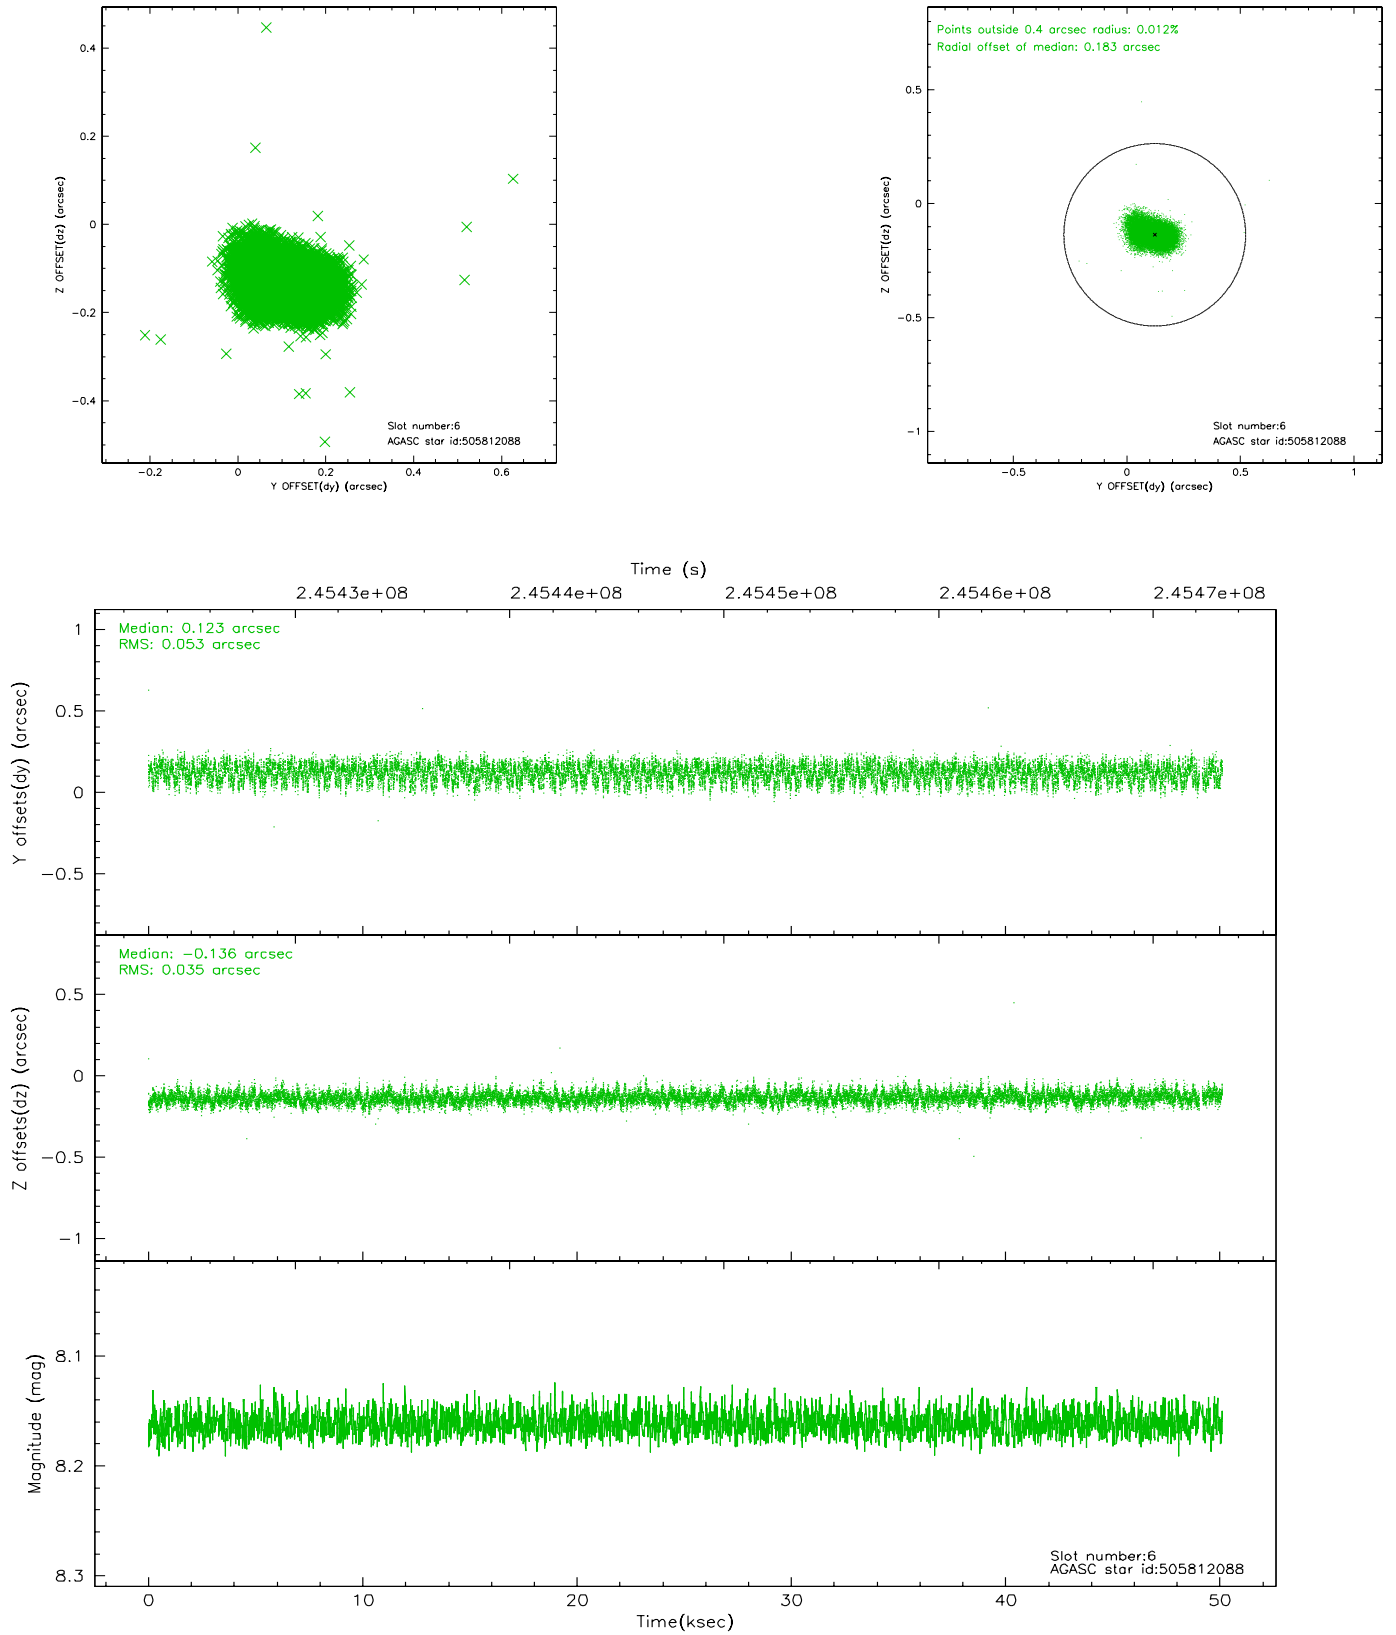 0.4
0.2
0
-0.2
-0.4
Z OFFSET(dz) (arcsec)
Slot number:6
AGASC star id:505812088
-0.2 0 0.2 0.4 0.6
Y OFFSET(dy) (arcsec)
Points outside 0.4 arcsec radius: 0.012%
Radial offset of median: 0.183 arcsec
0.5
0
-0.5
-1
Z OFFSET(dz) (arcsec)
Slot number:6
AGASC star id:505812088
-0.5 0 0.5 1
Y OFFSET(dy) (arcsec)
Time (s)
2.4543e+08 2.4544e+08 2.4545e+08 2.4546e+08 2.4547e+08
Median: 0.123 arcsec
RMS: 0.053 arcsec
1
0.5
0
-0.5
Y offsets(dy) (arcsec)
Median: -0.136 arcsec
RMS: 0.035 arcsec
0.5
0
-0.5
-1
Z offsets(dz) (arcsec)
8.1
8.2
8.3
Magnitude (mag)
Slot number:6
AGASC star id:505812088
0 10 20 30 40 50
Time(ksec)